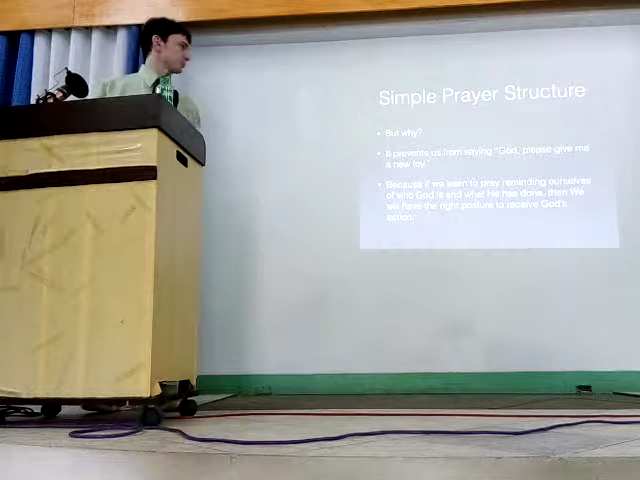 Simple Prayer Structure
• But why?
• It prevents us from saying "God, please give me
a new toy."
• Because if we learn to pray reminding ourselves
of who God is and what He has done, then We
will have the right posture to receive God's
action.